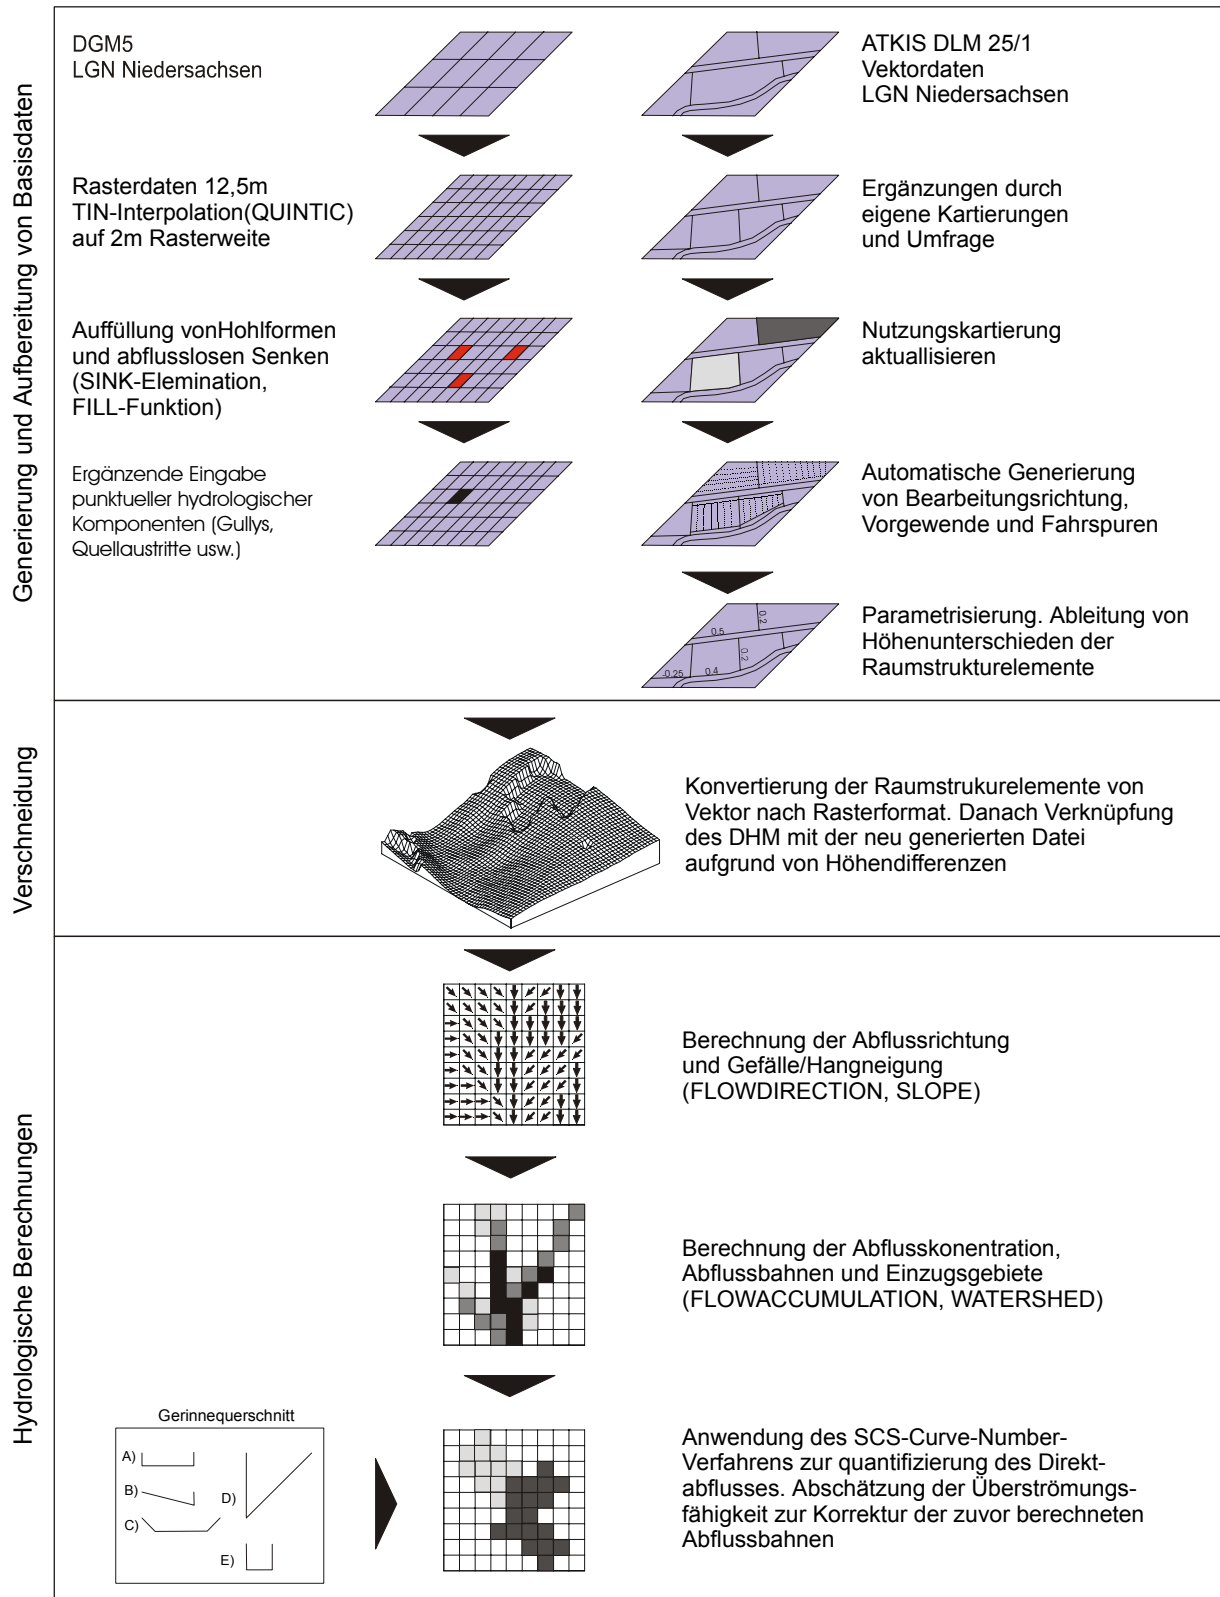 Generierung und Aufbereitung von Basisdaten
DGM5
LGN Niedersachsen
ATKIS DLM 25/1
Vektordaten
LGN Niedersachsen
Rasterdaten 12,5m
TIN-Interpolation(QUINTIC)
auf 2m Rasterweite
Ergänzungen durch
eigene Kartierungen
und Umfrage
Auffüllung vonHohlformen
und abflusslosen Senken
(SINK-Elemination,
FILL-Funktion)
Nutzungskartierung
aktuallisieren
Ergänzende Eingabe
punktueller hydrologischer
Komponenten (Gullys,
Quellaustritte usw.)
Automatische Generierung
von Bearbeitungsrichtung,
Vorgewende und Fahrspuren
0.2
0.5
0.2
-0.25
0.4
Parametrisierung. Ableitung von
Höhenunterschieden der
Raumstrukturelemente
Verschneidung
Konvertierung der Raumstrukurelemente von
Vektor nach Rasterformat. Danach Verknüpfung
des DHM mit der neu generierten Datei
aufgrund von Höhendifferenzen
Hydrologische Berechnungen
Berechnung der Abflussrichtung
und Gefälle/Hangneigung
(FLOWDIRECTION, SLOPE)
Berechnung der Abflusskonentration,
Abflussbahnen und Einzugsgebiete
(FLOWACCUMULATION, WATERSHED)
Gerinnequerschnitt
A)
B)
C)
D)
E)
Anwendung des SCS-Curve-Number-
Verfahrens zur quantifizierung des Direkt-
abflusses. Abschätzung der Überströmungs-
fähigkeit zur Korrektur der zuvor berechneten
Abflussbahnen